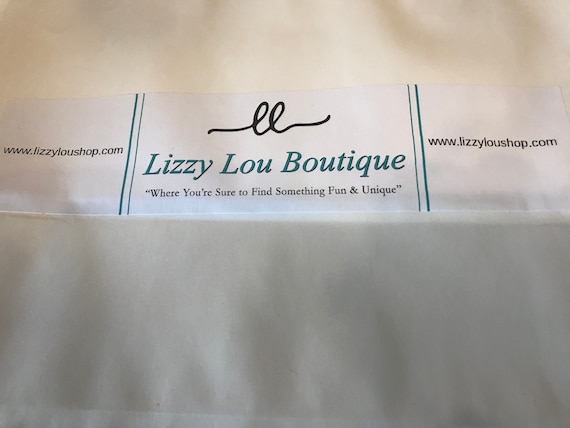 ll
www.lizzyloushop.com
Lizzy Lou Boutique
"Where You're Sure to Find Something Fun & Unique"
www.lizzyloushop.com